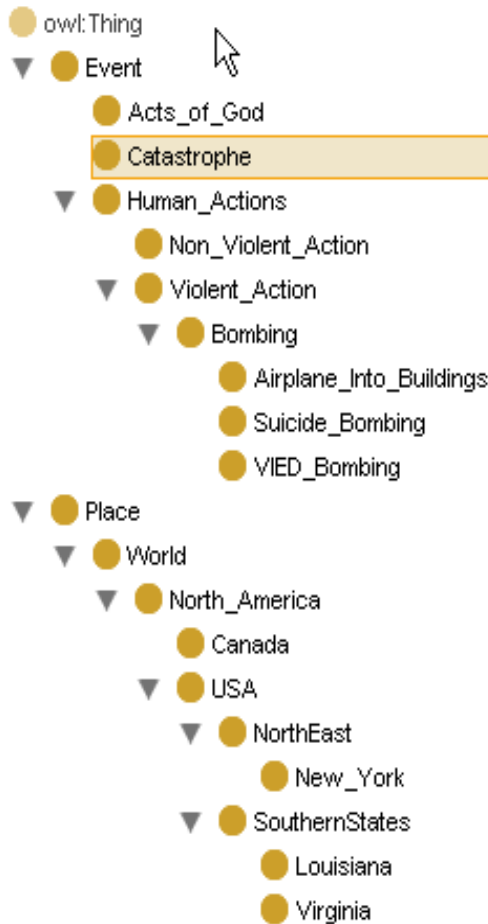 owl:Thing
Event
Acts_of_God
Catastrophe
Human_Actions
Non_Violent_Action
Violent_Action
Bombing
Airplane_Into_Buildings
Suicide_Bombing
VIED_Bombing
Place
World
North_America
Canada
USA
NorthEast
New_York
SouthernStates
Louisiana
Virginia